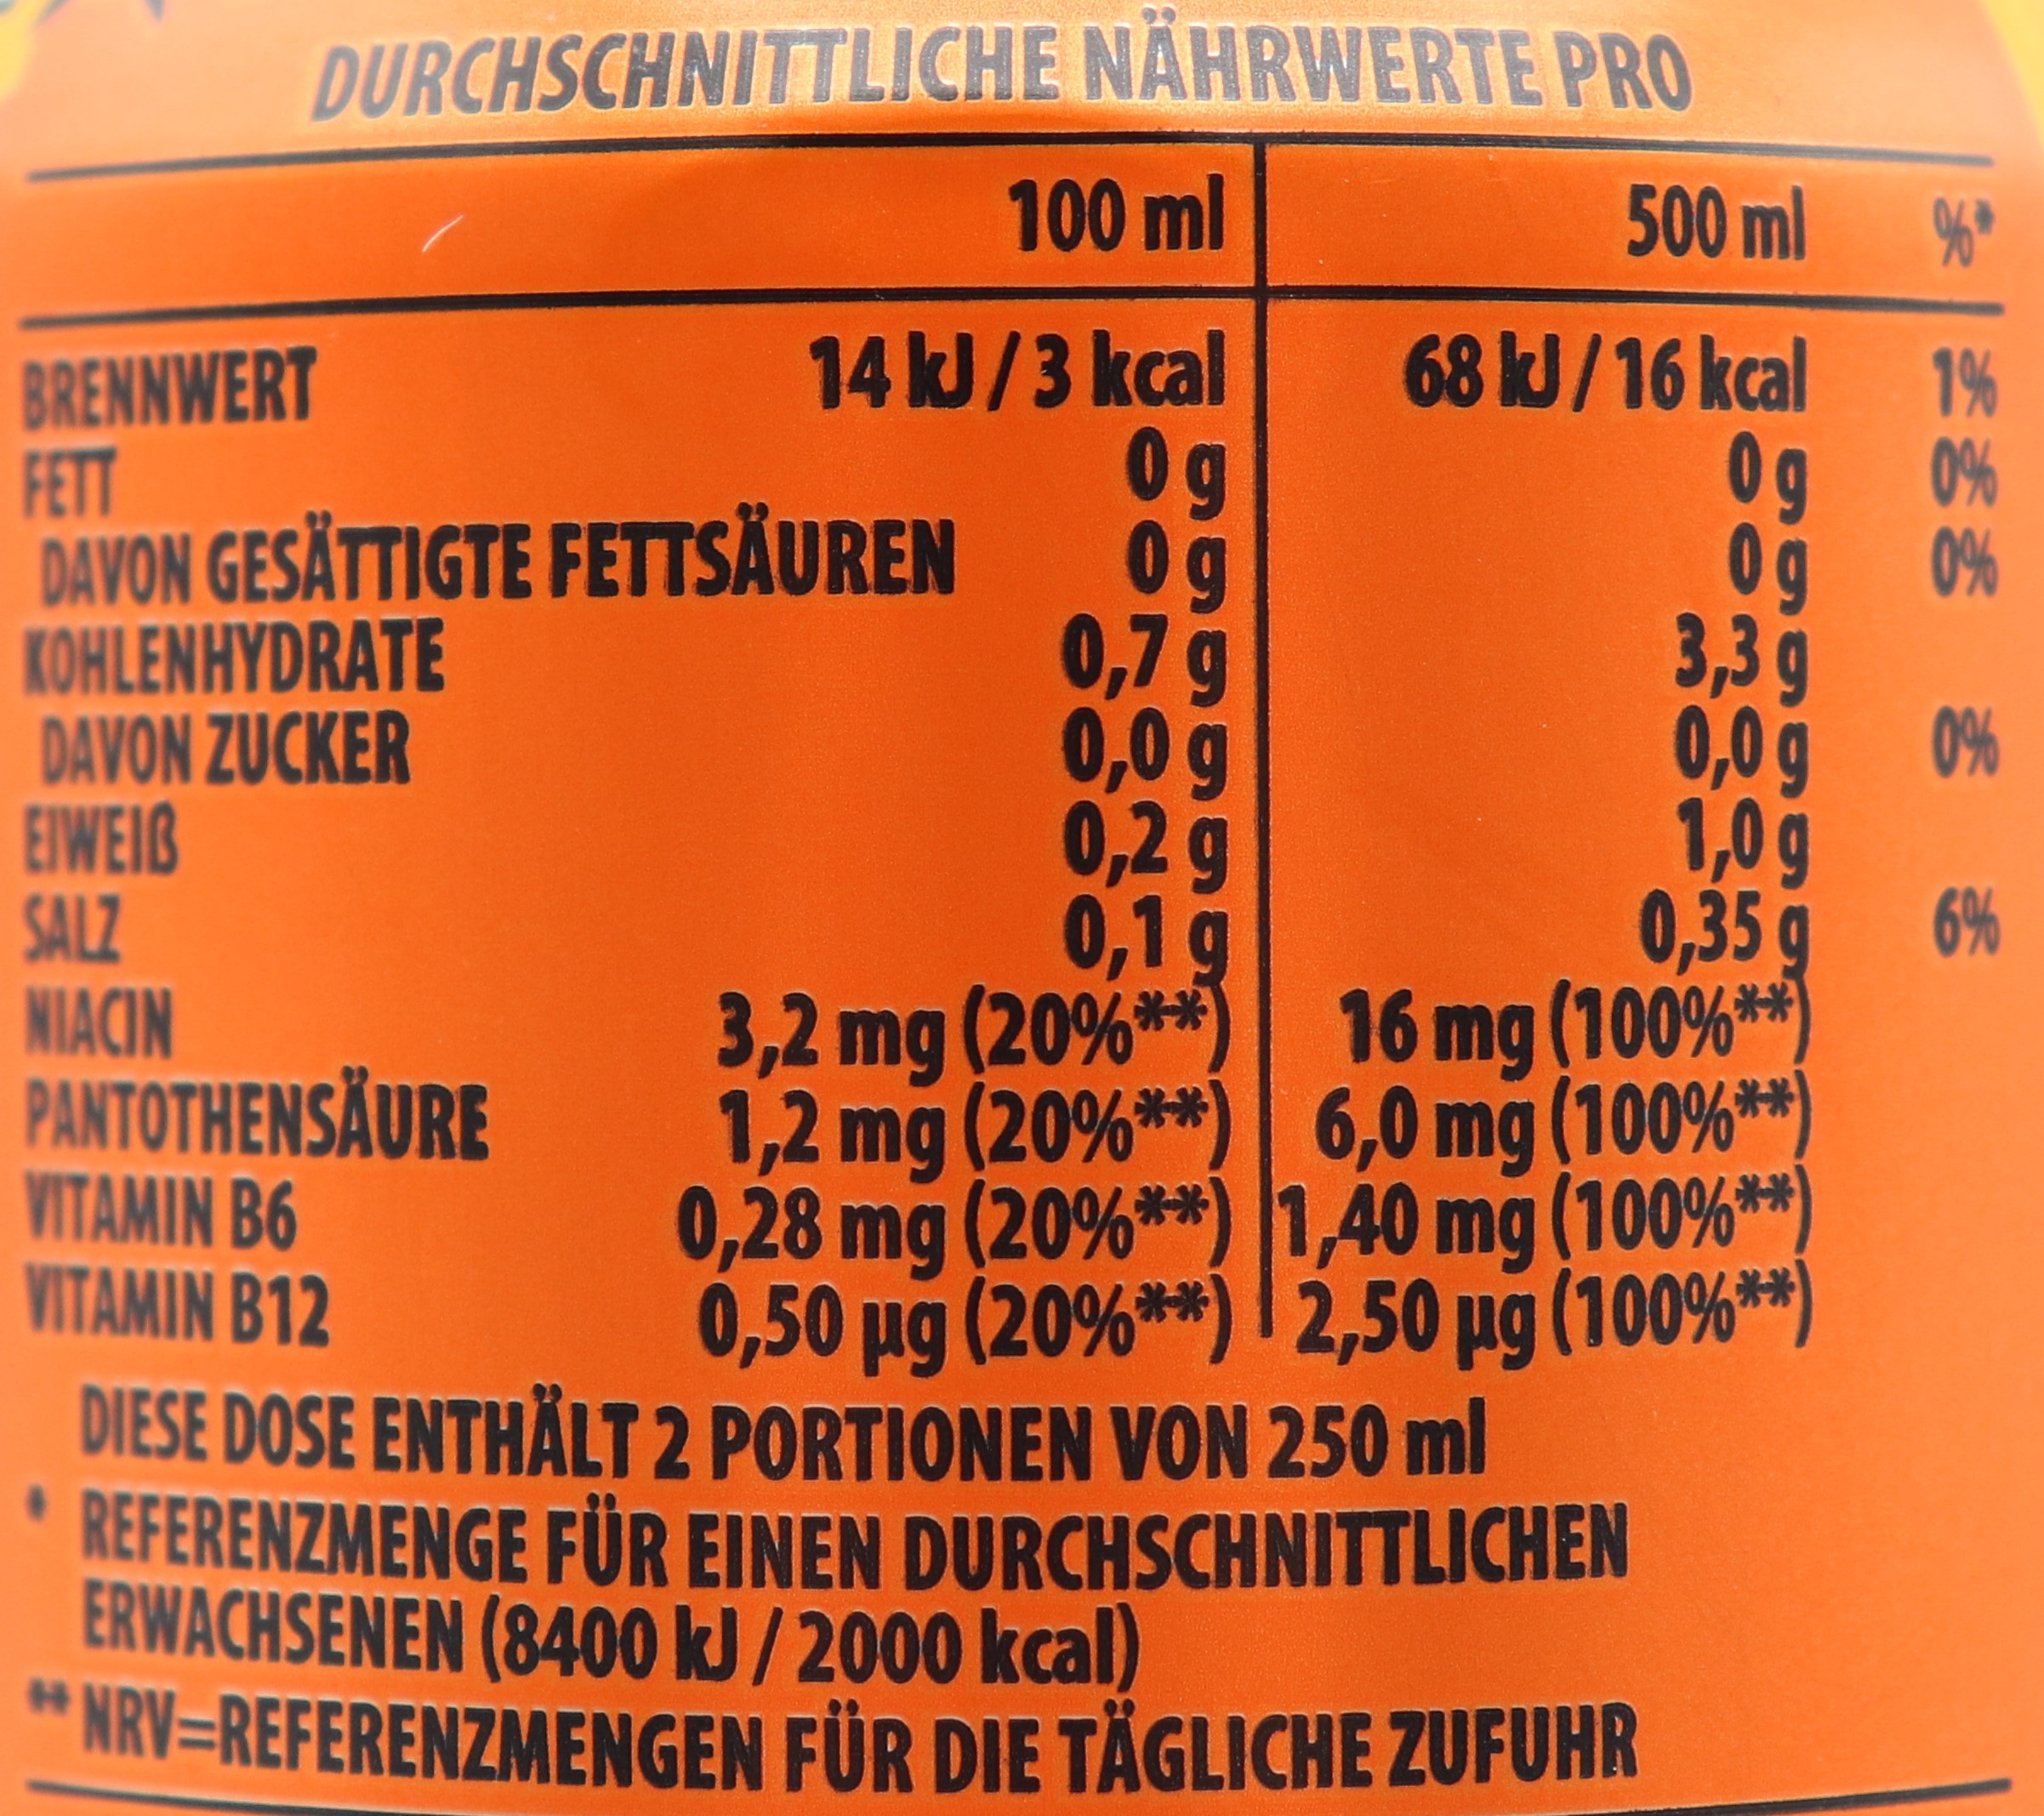 DURCHSCHNITTLICHE NÄHRWERTE PRO
100 ml 500 ml %*
BRENNWERT 14 kJ / 3 kcal 68 kJ / 16 kcal 1%
FETT 0 g 0 g 0%
DAVON GESÄTTIGTE FETTSÄUREN 0 g 0 g 0%
KOHLENHYDRATE 0,7 g 3,3 g
DAVON ZUCKER 0,0 g 0,0 g 0%
EIWEIß 0,2 g 1,0 g
SALZ 0,1 g 0,35 g 6%
NIACIN 3,2 mg (20%**) 16 mg (100%**)
PANTOTHENSÄURE 1,2 mg (20%**) 6,0 mg (100%**)
VITAMIN B6 0,28 mg (20%**) 1,40 mg (100%**)
VITAMIN B12 0,50 µg (20%**) 2,50 µg (100%**)
DIESE DOSE ENTHÄLT 2 PORTIONEN VON 250 ml
* REFERENZMENGE FÜR EINEN DURCHSCHNITTLICHEN
ERWACHSENEN (8400 kJ / 2000 kcal)
** NRV=REFERENZMENGEN FÜR DIE TÄGLICHE ZUFUHR